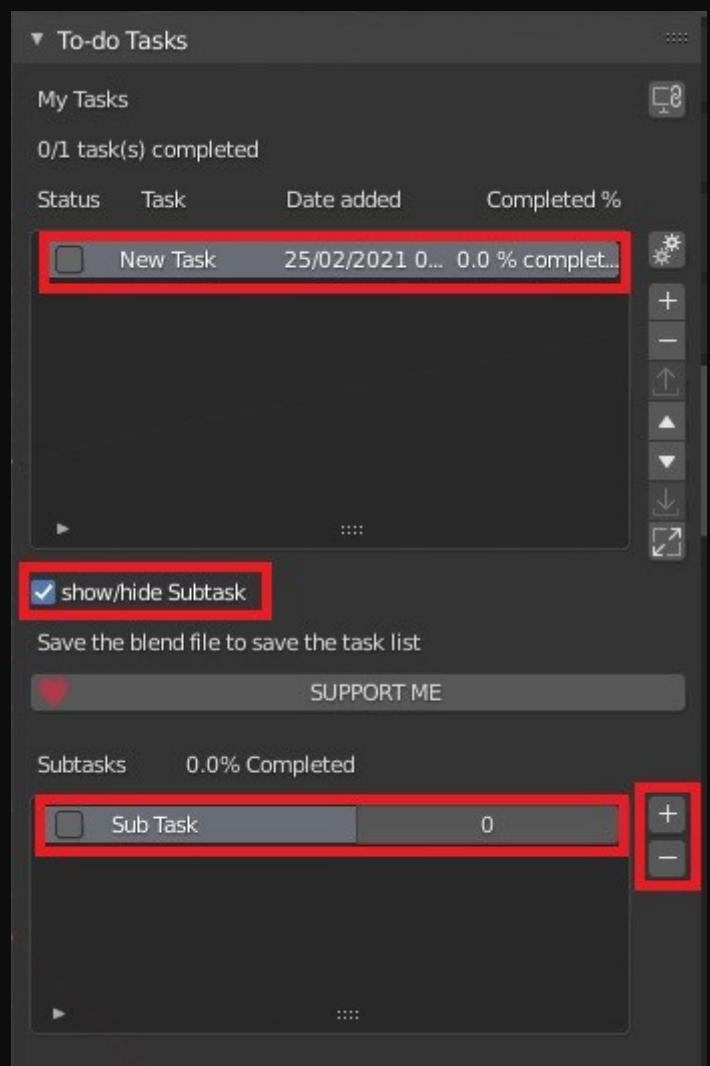 To-do Tasks
My Tasks
0/1 task(s) completed
Status Task Date added Completed %
New Task 25/02/2021 0... 0.0 % complet...
show/hide Subtask
Save the blend file to save the task list
SUPPORT ME
Subtasks 0.0% Completed
Sub Task 0